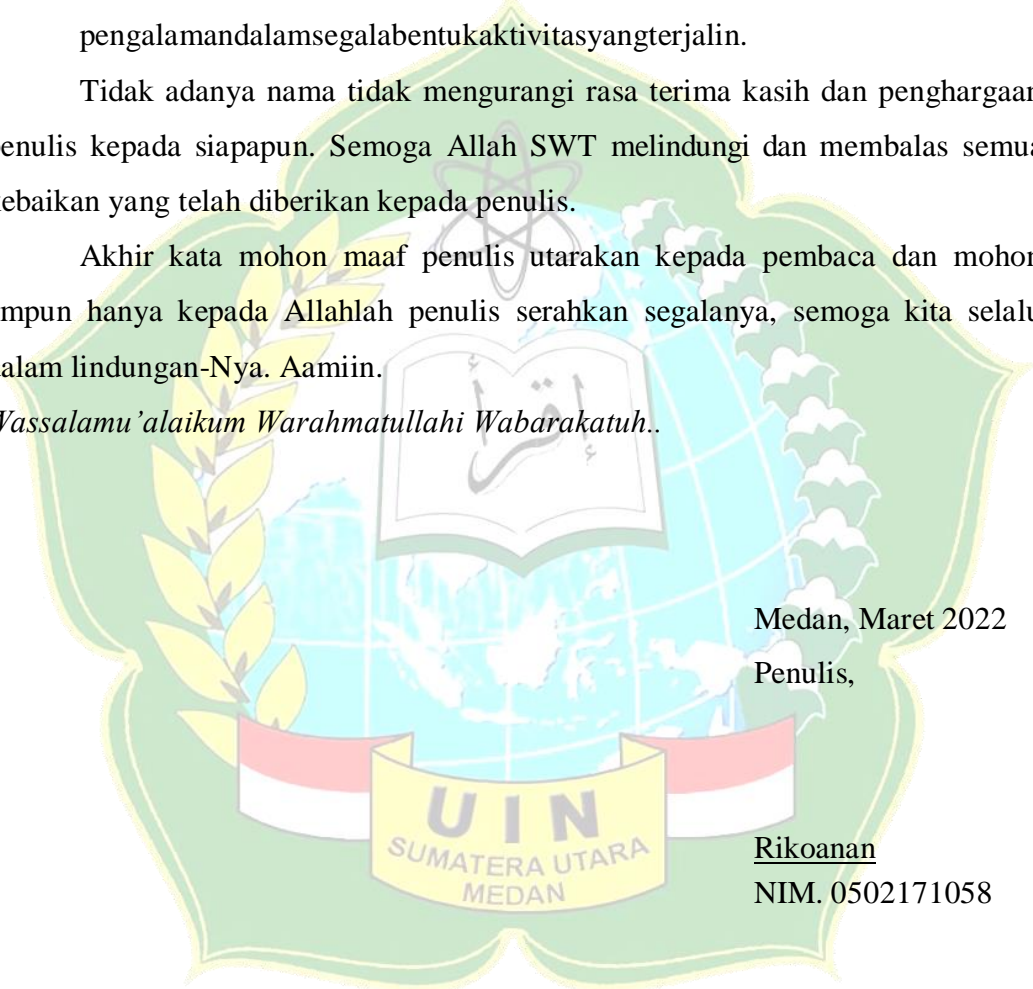 pengalamandalamsegalabentukaktivitasyangterjalin.
Tidak adanya nama tidak mengurangi rasa terima kasih dan penghargaan
penulis kepada siapapun. Semoga Allah SWT melindungi dan membalas semua
kebaikan yang telah diberikan kepada penulis.
Akhir kata mohon maaf penulis utarakan kepada pembaca dan mohon
ampun hanya kepada Allahlah penulis serahkan segalanya, semoga kita selalu
dalam lindungan-Nya. Aamiin.
Wassalamu’alaikum Warahmatullahi Wabarakatuh..
إقرأ
Medan, Maret 2022
Penulis,
UIN
SUMATERA UTARA
MEDAN
Rikoanan
NIM. 0502171058